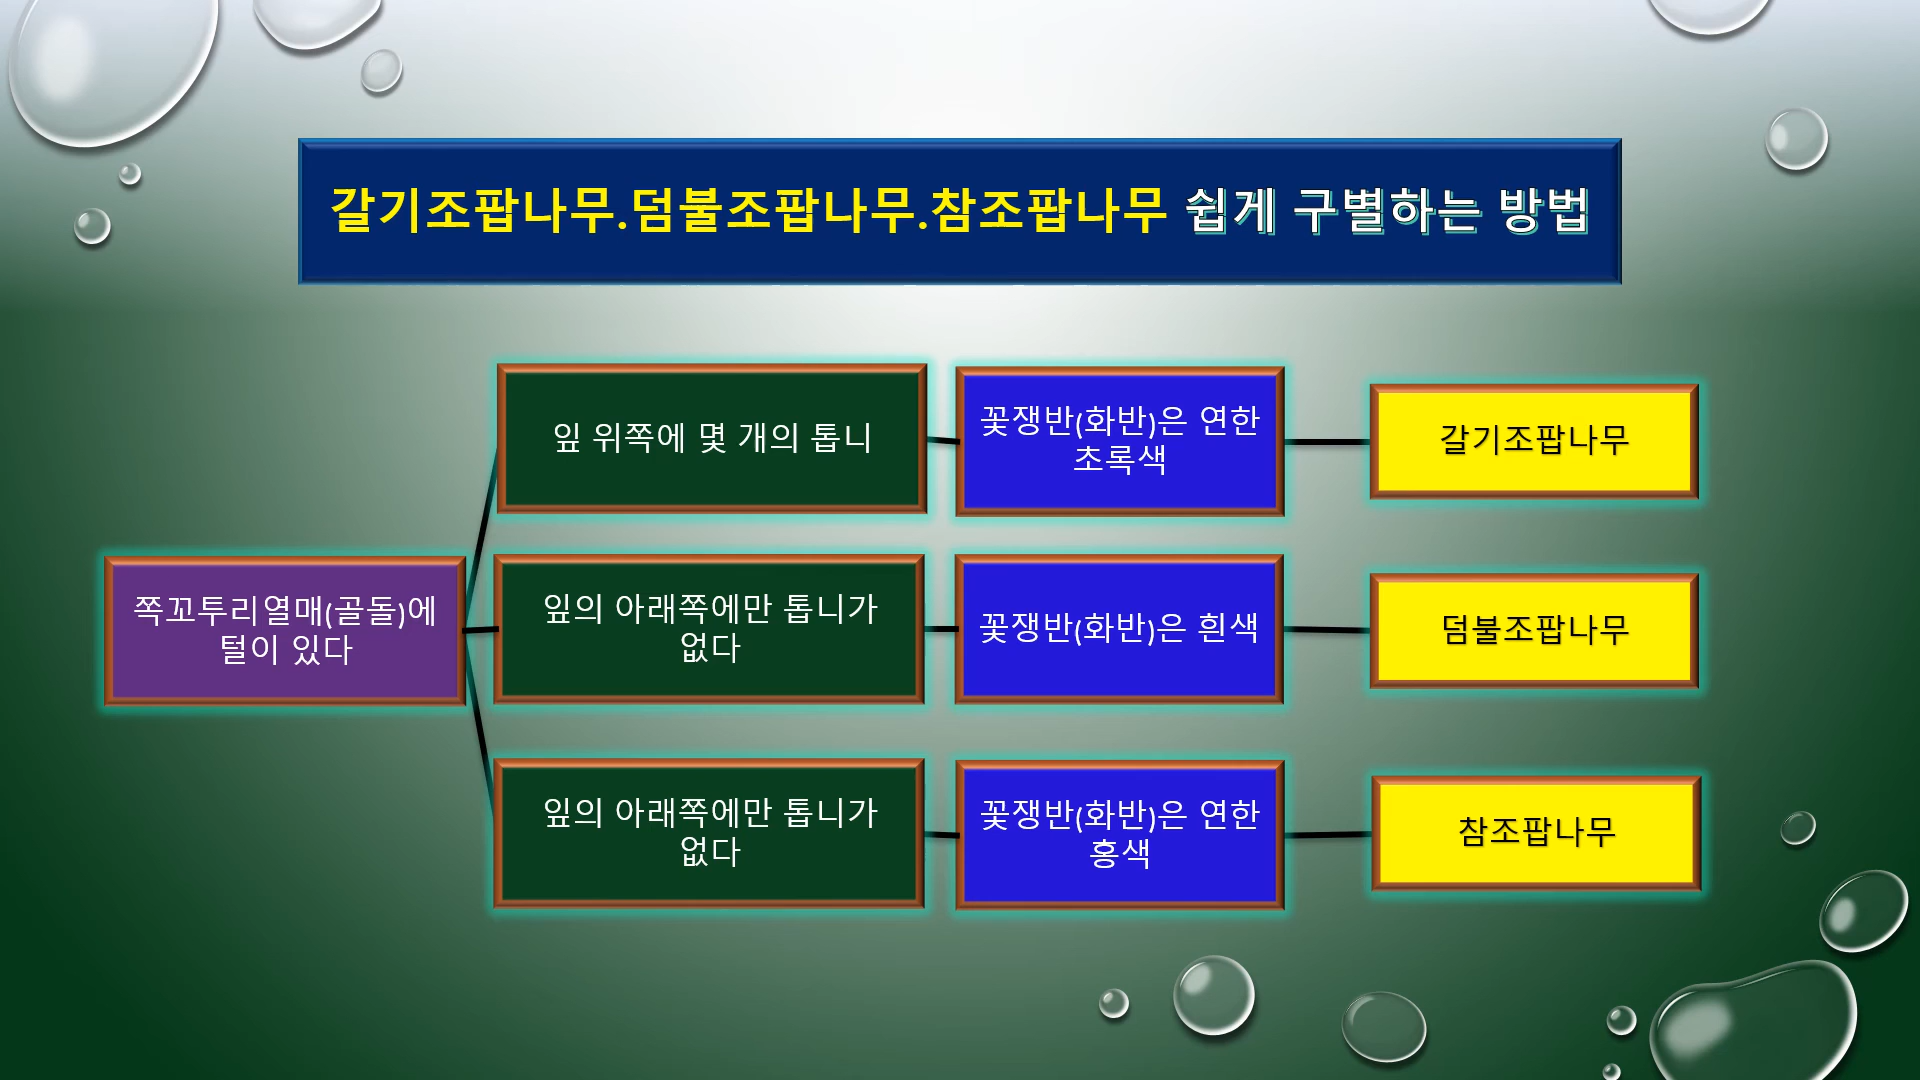 갈기조팝나무.덤불조팝나무.참조팝나무 쉽게 구별하는 방법
쪽꼬투리열매(골돌)에
털이 있다
잎 위쪽에 몇 개의 톱니
꽃쟁반(화반)은 연한
초록색
갈기조팝나무
잎의 아래쪽에만 톱니가
없다
꽃쟁반(화반)은 흰색
덤불조팝나무
잎의 아래쪽에만 톱니가
없다
꽃쟁반(화반)은 연한
홍색
참조팝나무